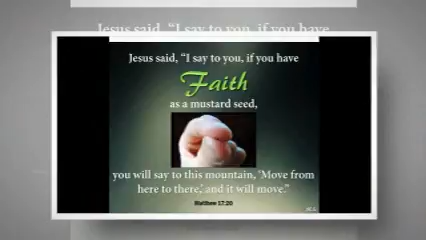 Jesus said, “I say to you, if you have
Jesus said, “I say to you, if you have
Faith
as a mustard seed,
you will say to this mountain, 'Move from
here to there,' and it will move.”
Matthew 17:20